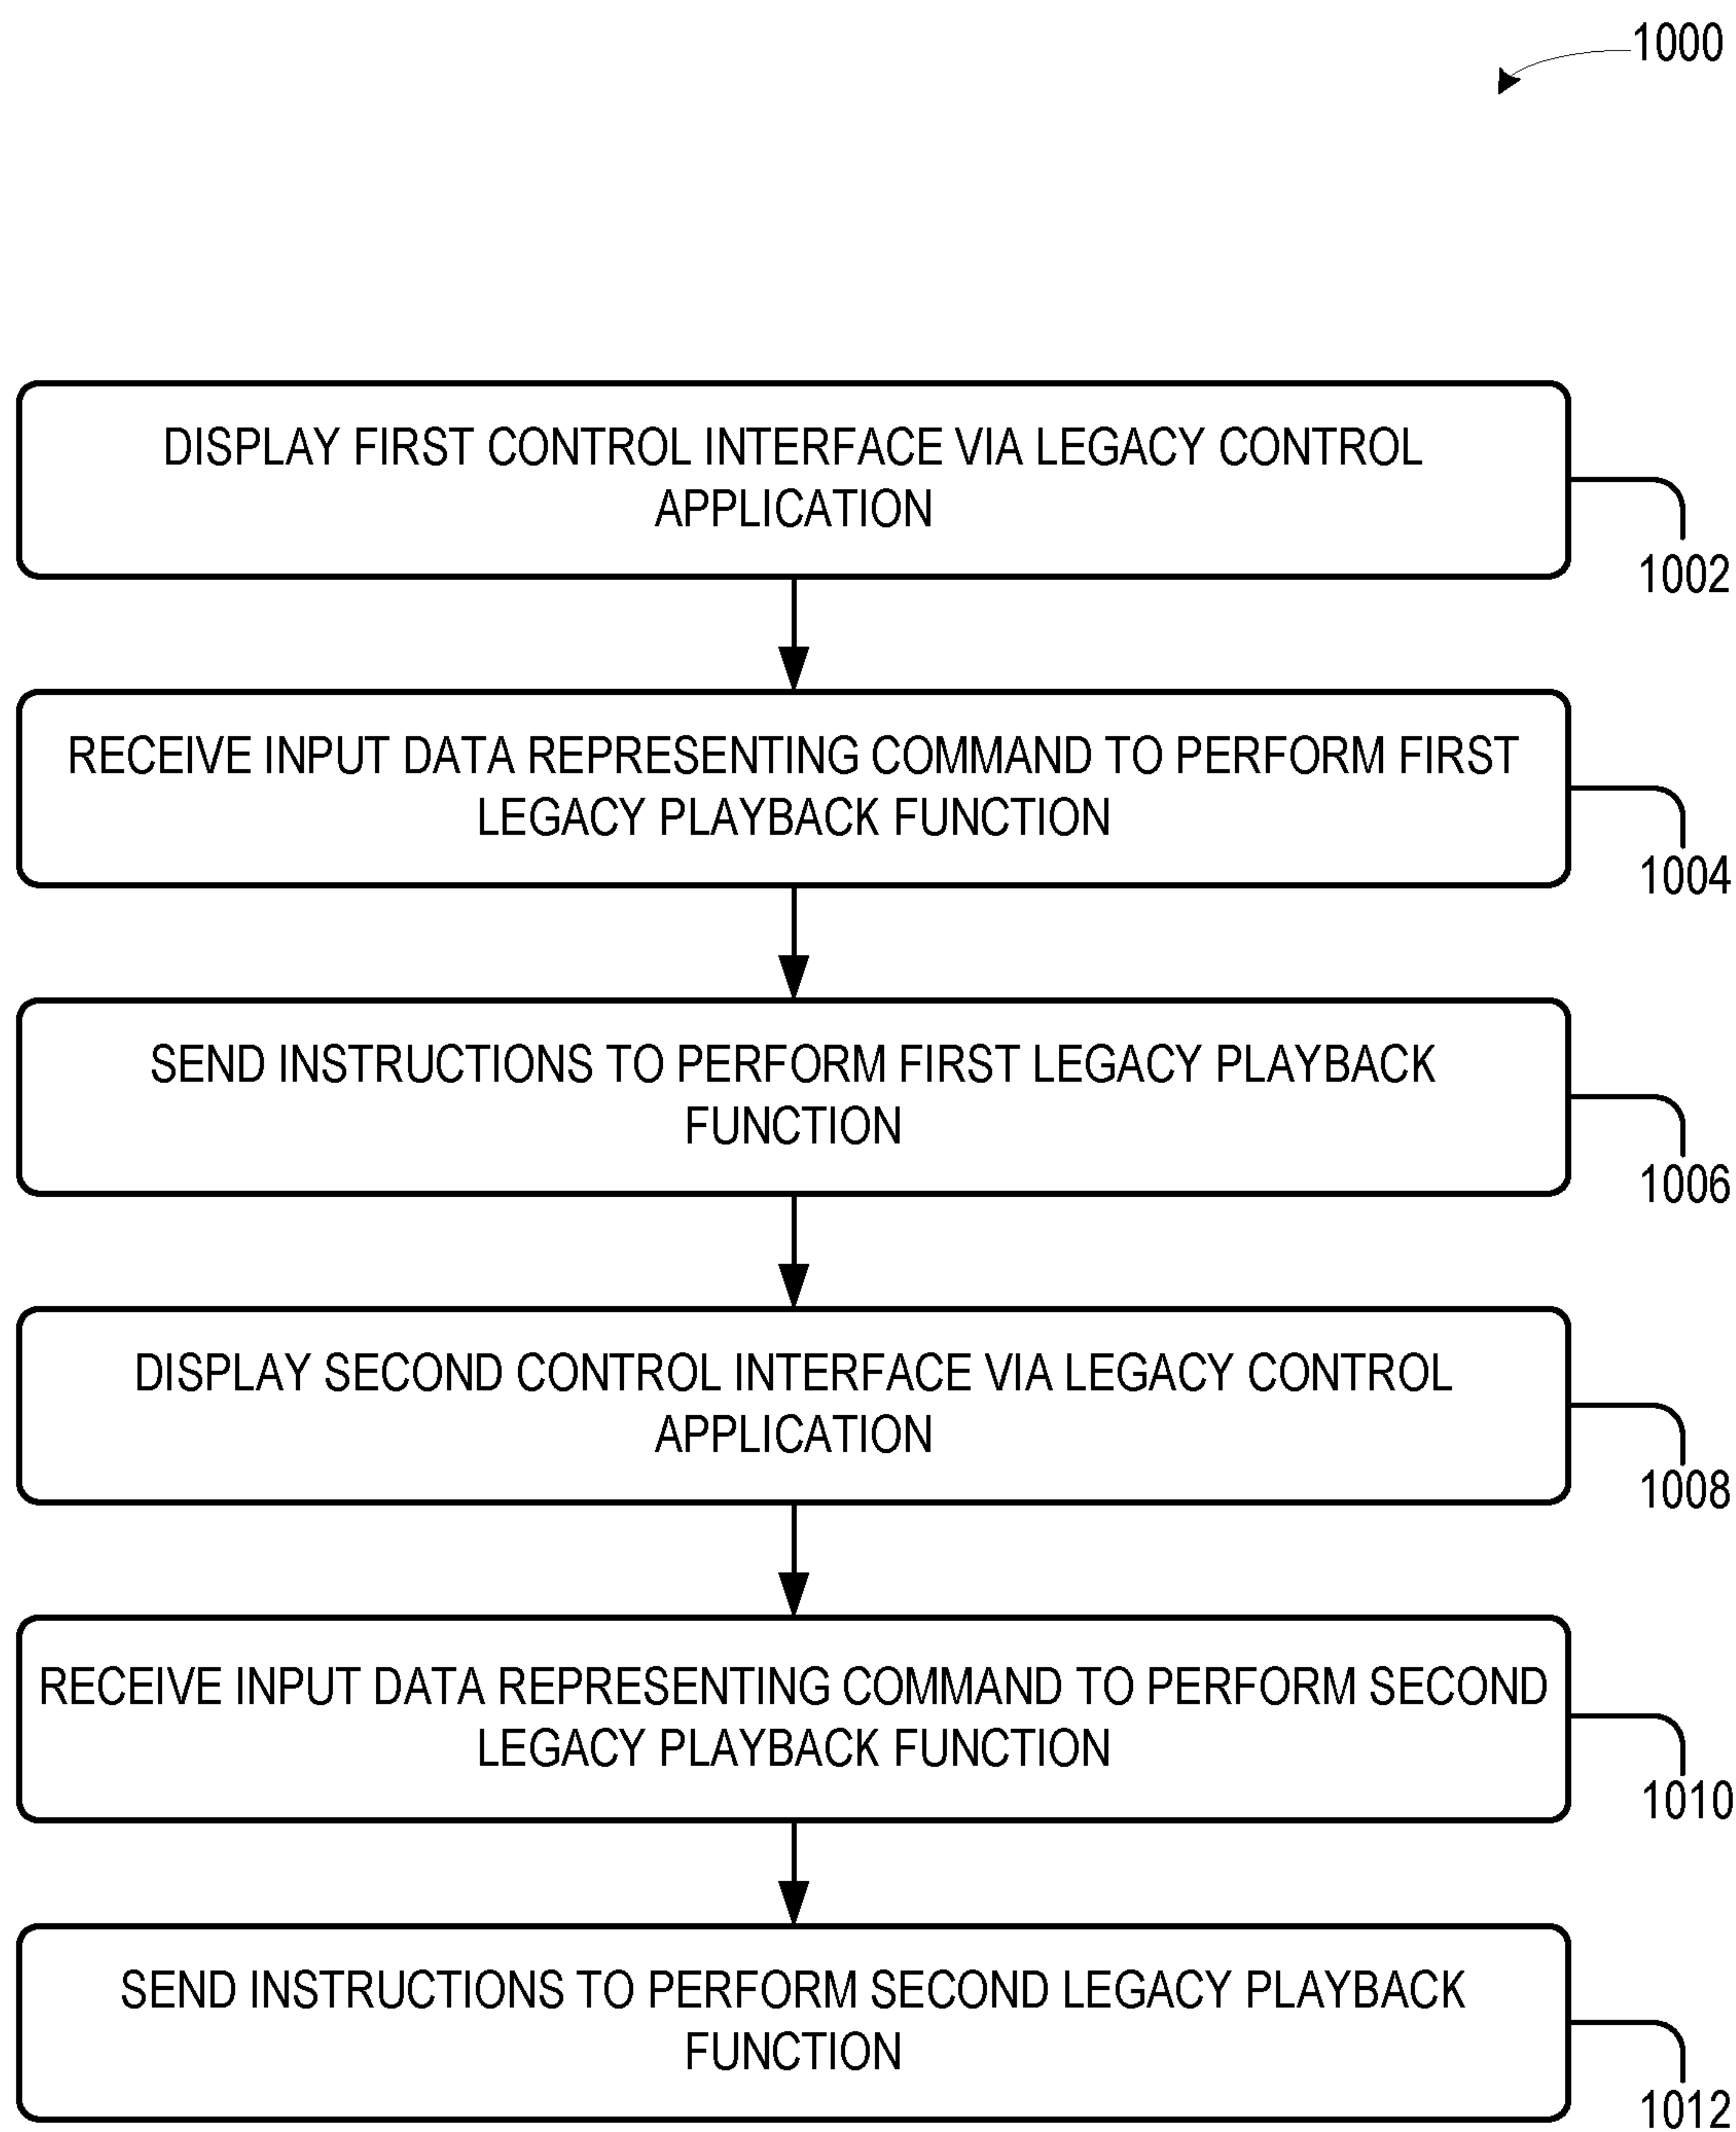 1000
DISPLAY FIRST CONTROL INTERFACE VIA LEGACY CONTROL
APPLICATION
1002
RECEIVE INPUT DATA REPRESENTING COMMAND TO PERFORM FIRST
LEGACY PLAYBACK FUNCTION
1004
SEND INSTRUCTIONS TO PERFORM FIRST LEGACY PLAYBACK
FUNCTION
1006
DISPLAY SECOND CONTROL INTERFACE VIA LEGACY CONTROL
APPLICATION
1008
RECEIVE INPUT DATA REPRESENTING COMMAND TO PERFORM SECOND
LEGACY PLAYBACK FUNCTION
1010
SEND INSTRUCTIONS TO PERFORM SECOND LEGACY PLAYBACK
FUNCTION
1012